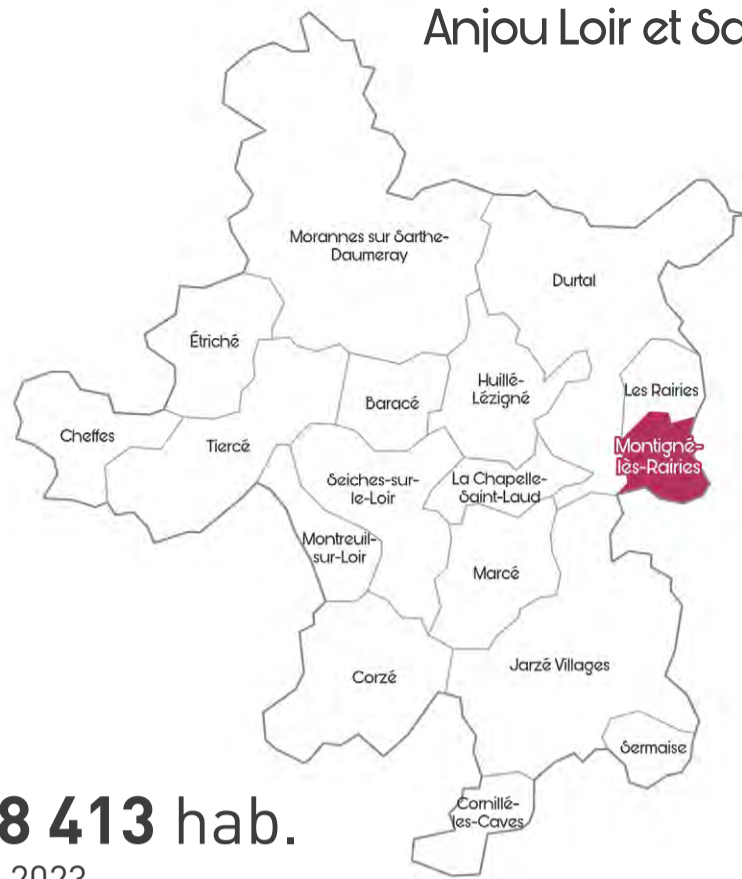 Anjou Loir et Sa
Morannes sur Sarthe-
Daumeray
Durtal
Étriché
Huillé-
Lézigné
Les Rairies
Baracé
Cheffes
Tiercé
Montigné-
lès-Rairies
Seiches-sur-
le-Loir
La Chapelle-
Saint-Laud
Montreuil-
sur-Loir
Marcé
Jarzé Villages
Corzé
Sermaise
Cornillé-
les-Caves
8 413 hab.
2023